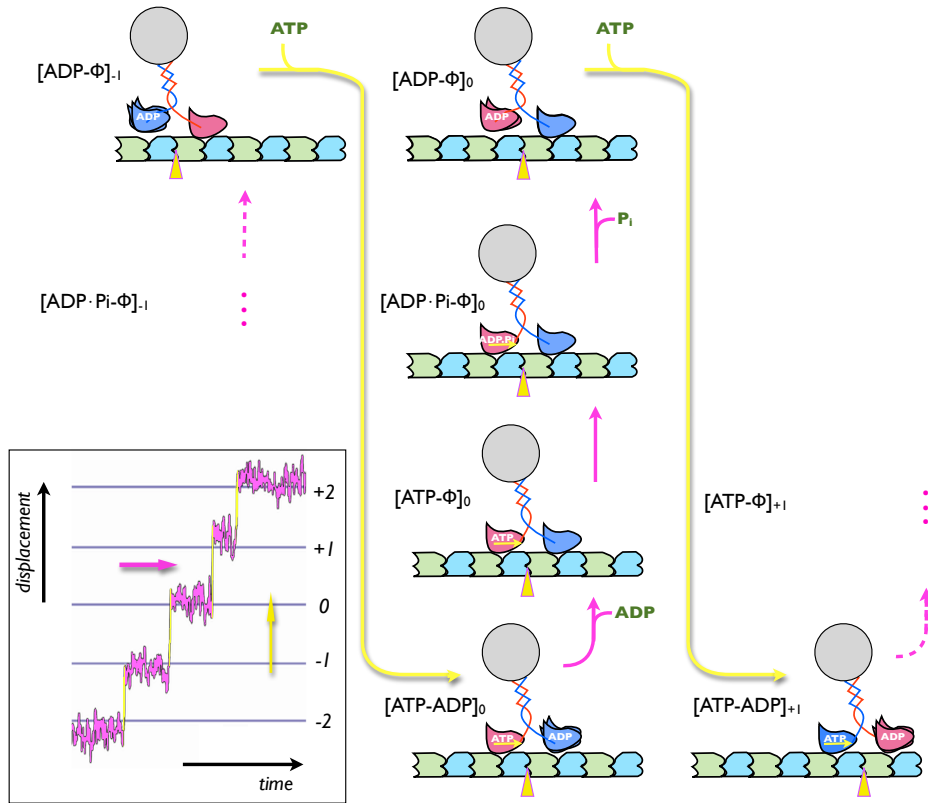 ATP
ATP
[ADP-Φ]-1
ADP
[ADP-Φ]0
ADP
Pi
[ADP·Pi-Φ]-1
[ADP·Pi-Φ]0
ADP.Pi
[ATP-Φ]0
[ATP-Φ]+1
ATP
ADP
[ATP-ADP]0
[ATP-ADP]+1
ATP
ADP
ATP
ADP
displacement
+2
+1
0
-1
-2
time